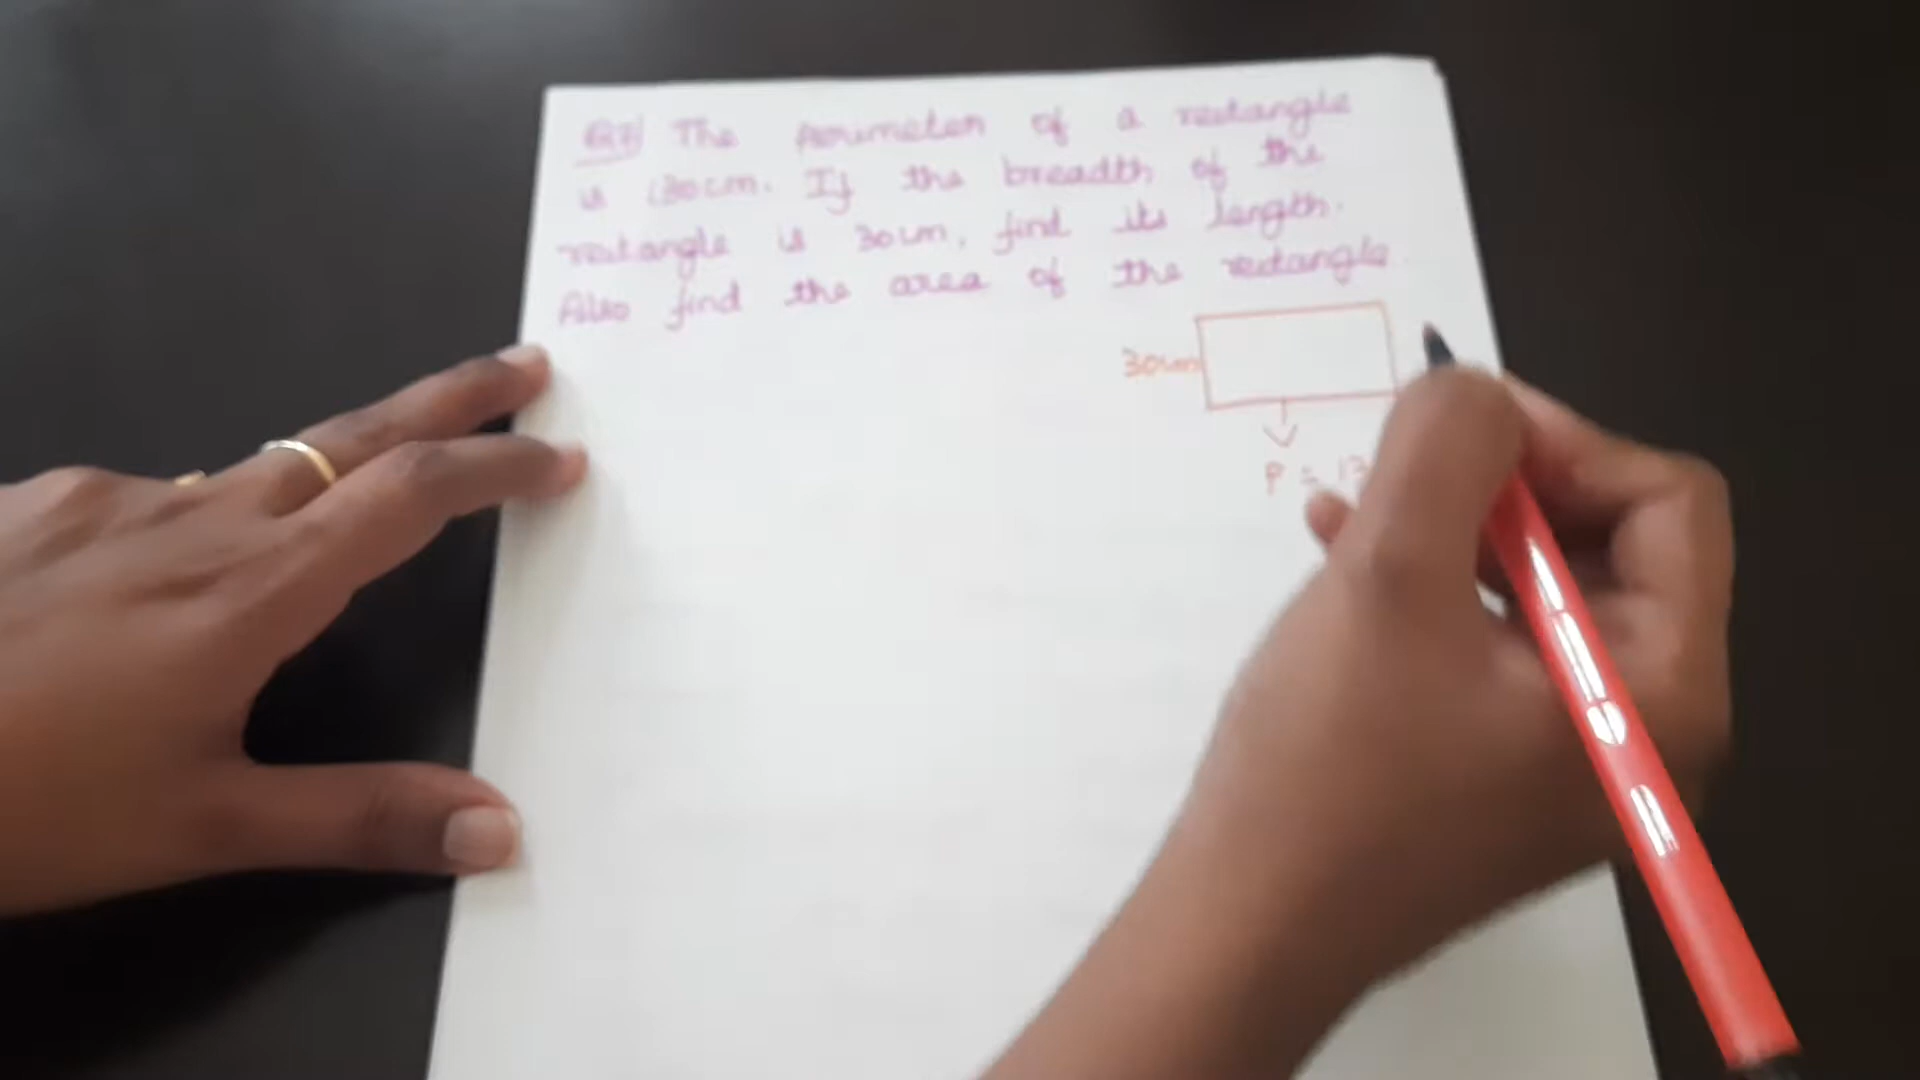 Q7) The perimeter of a rectangle
is 130cm. If the breadth of the
rectangle is 30cm, find its length.
Also find the area of the rectangle.
30cm
P = 13